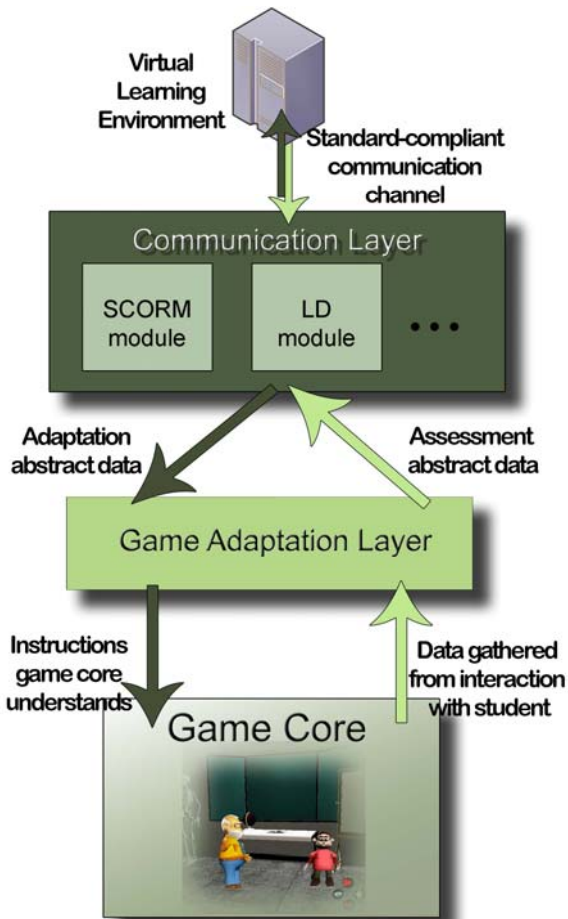 Virtual
Learning
Environment
Standard-compliant
communication
channel
Communication Layer
SCORM
module
LD
module
...
Adaptation
abstract data
Assessment
abstract data
Game Adaptation Layer
Instructions
game core
understands
Data gathered
from interaction
with student
Game Core